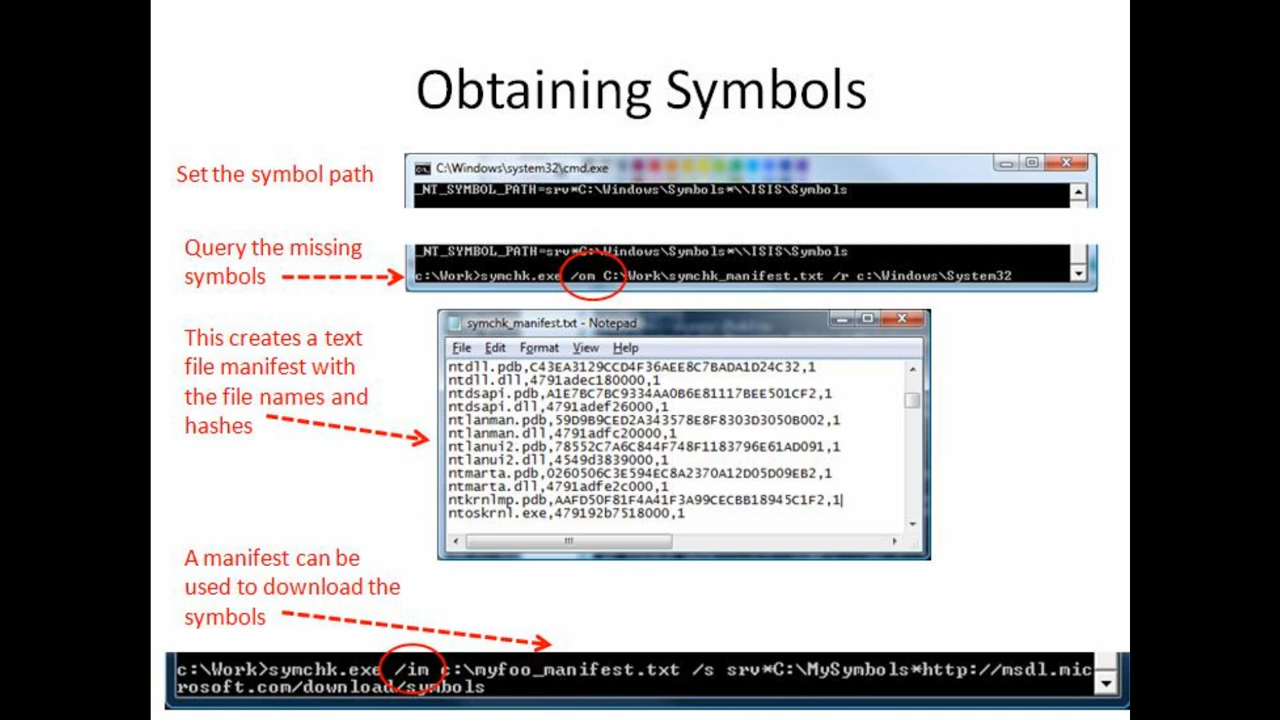 Obtaining Symbols
Set the symbol path
C:\Windows\system32\cmd.exe
_NT_SYMBOL_PATH=srv*C:\Windows\Symbols*\\ISIS\Symbols
Query the missing
symbols
_NT_SYMBOL_PATH=srv*C:\Windows\Symbols*\\ISIS\Symbols
c:\Work>symchk.exe /om C:\Work\symchk_manifest.txt /r c:\Windows\System32
This creates a text
file manifest with
the file names and
hashes
symchk_manifest.txt - Notepad
File Edit Format View Help
ntdll.pdb,C43EA3129CCD4F36AEE8C7BADA1D24C32,1
ntdll.dll,4791adec180000,1
ntdsapi.pdb,A1E7BC7BC9334AA0B6E81117BEE501CF2,1
ntdsapi.dll,4791adef26000,1
ntlanman.pdb,59D9B9CED2A343578E8F8303D3050B002,1
ntlanman.dll,4791adfc20000,1
ntlanui2.pdb,78552C7A6C844F748F1183796E61AD091,1
ntlanui2.dll,4549d3839000,1
ntmarta.pdb,0260506C3E594EC8A2370A12D05D09EB2,1
ntmarta.dll,4791adfe2c000,1
ntkrnlmp.pdb,AAFD50F81F4A41F3A99CECBB18945C1F2,1
ntoskrnl.exe,479192b7518000,1
A manifest can be
used to download the
symbols
c:\Work>symchk.exe /im c:\myfoo_manifest.txt /s srv*C:\MySymbols*http://msdl.mic
rosoft.com/download/symbols